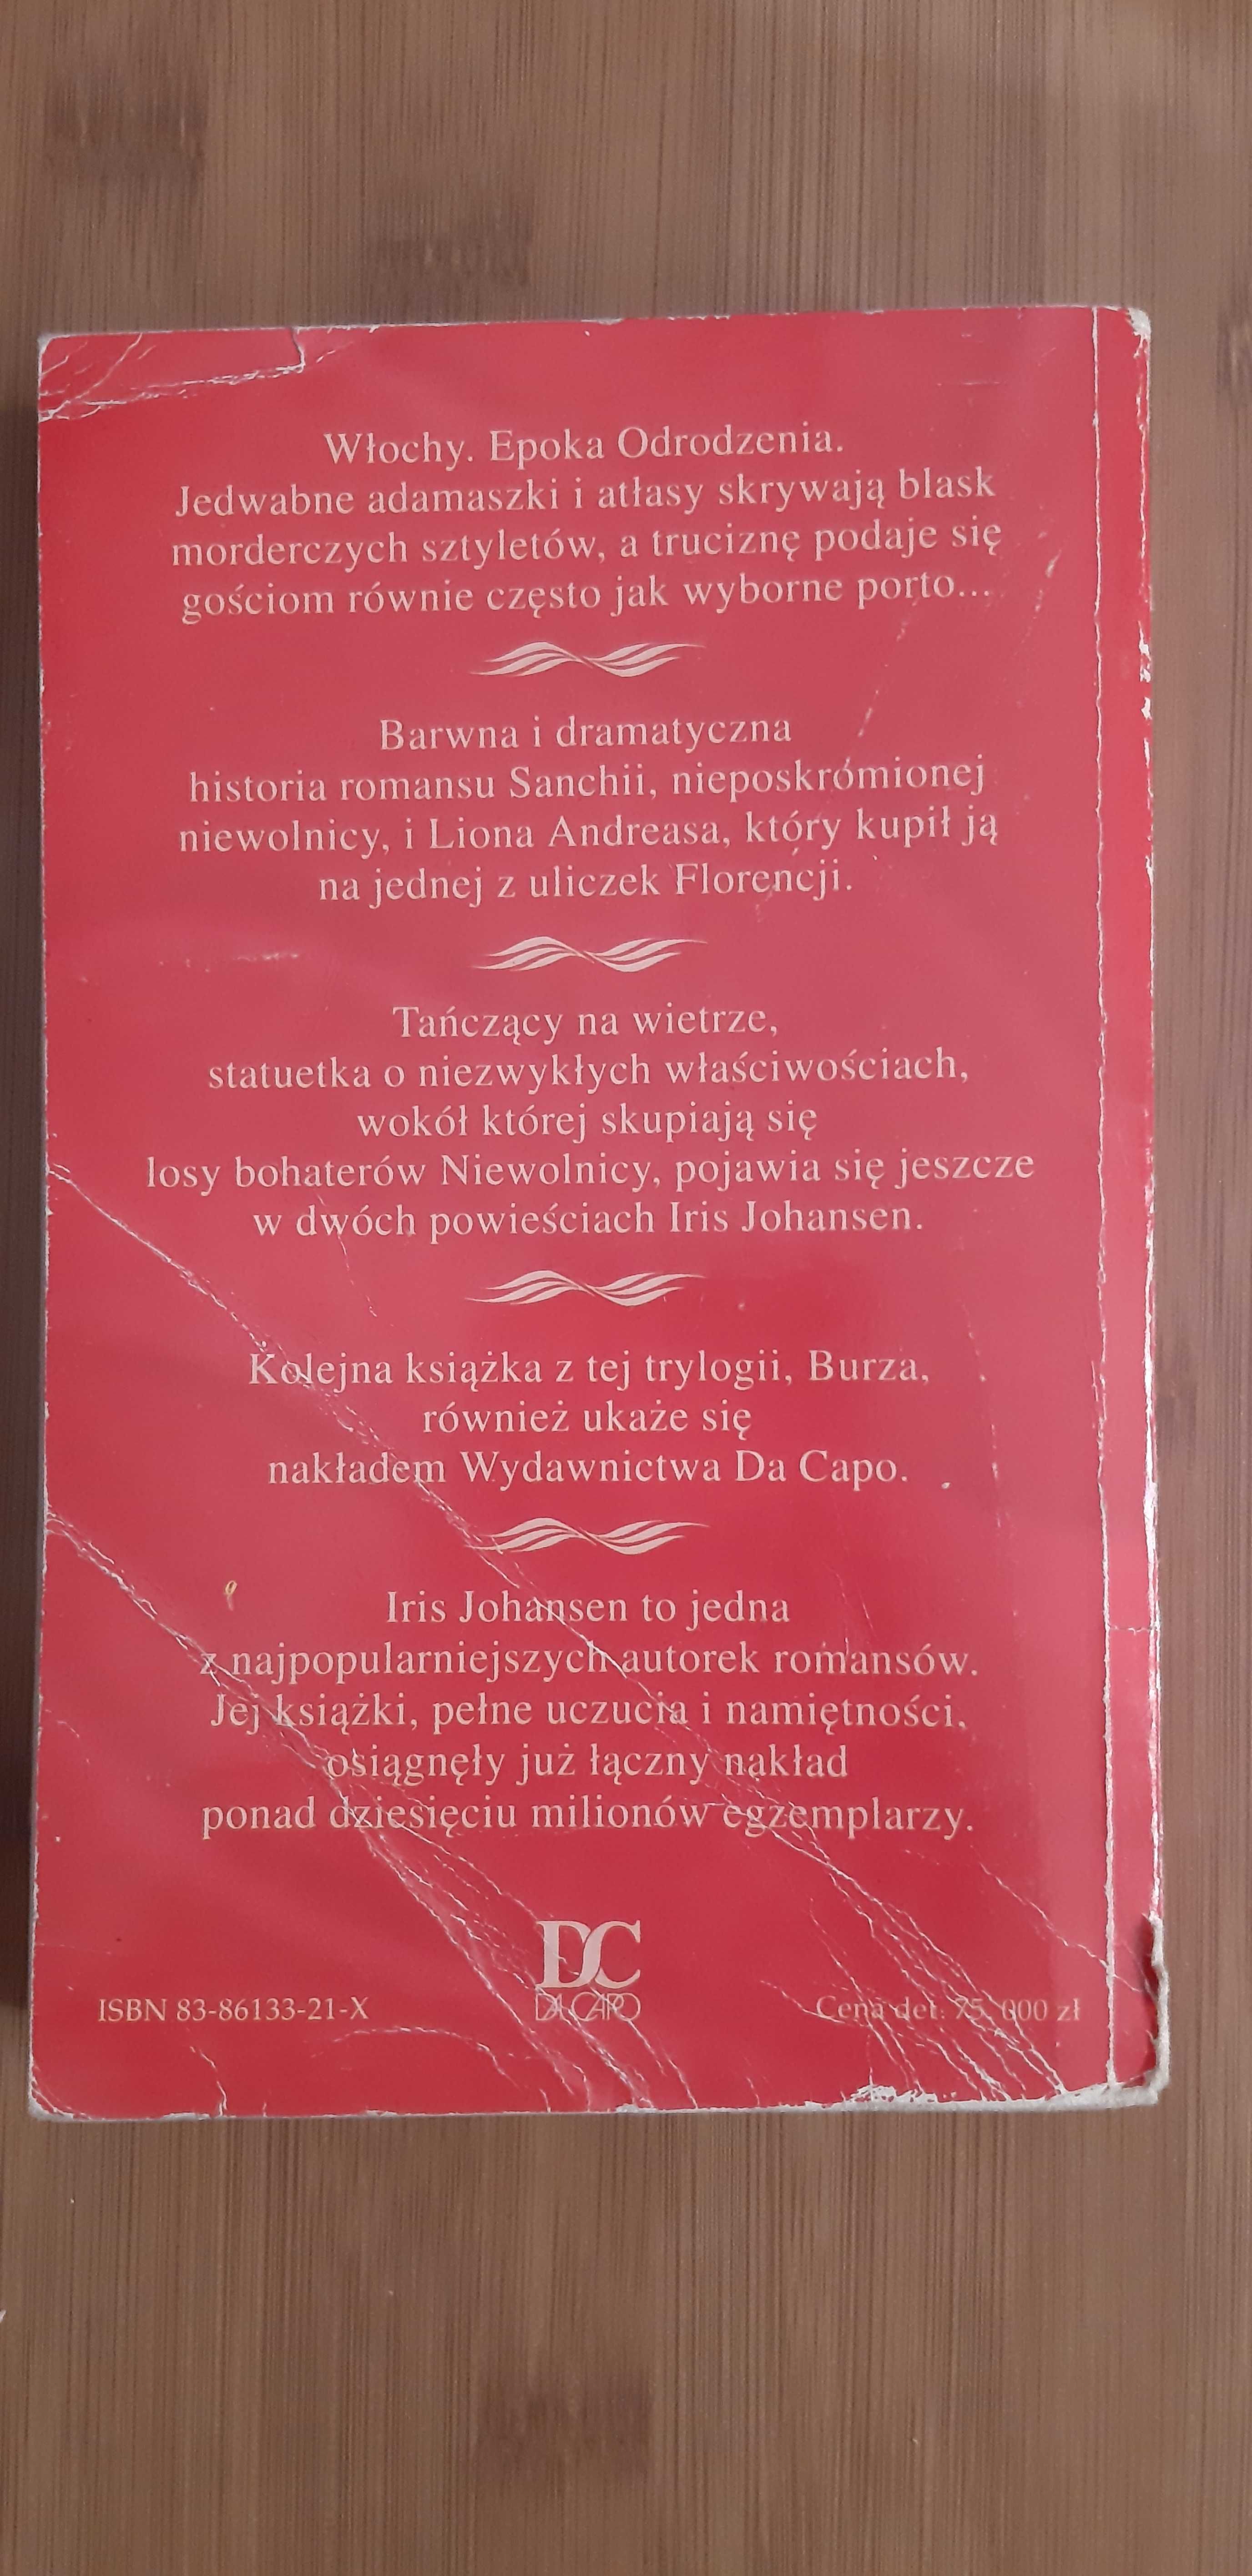 Włochy. Epoka Odrodzenia.
Jedwabne adamaszki i atłasy skrywają blask
morderczych sztyletów, a truciznę podaje się
gościom równie często jak wyborne porto...
Barwna i dramatyczna
historia romansu Sanchii, nieposkromionej
niewolnicy, i Liona Andreasa, który kupił ją
na jednej z uliczek Florencji.
Tańczący na wietrze,
statuetka o niezwykłych właściwościach,
wokół której skupiają się
losy bohaterów Niewolnicy, pojawia się jeszcze
w dwóch powieściach Iris Johansen.
Kolejna książka z tej trylogii, Burza,
również ukaże się
nakładem Wydawnictwa Da Capo.
Iris Johansen to jedna
z najpopularniejszych autorek romansów.
Jej książki, pełne uczucia i namiętności,
osiągnęły już łączny nakład
ponad dziesięciu milionów egzemplarzy.
DC
DA CAPO
ISBN 83-86133-21-X
Cena det. 75.000 zł